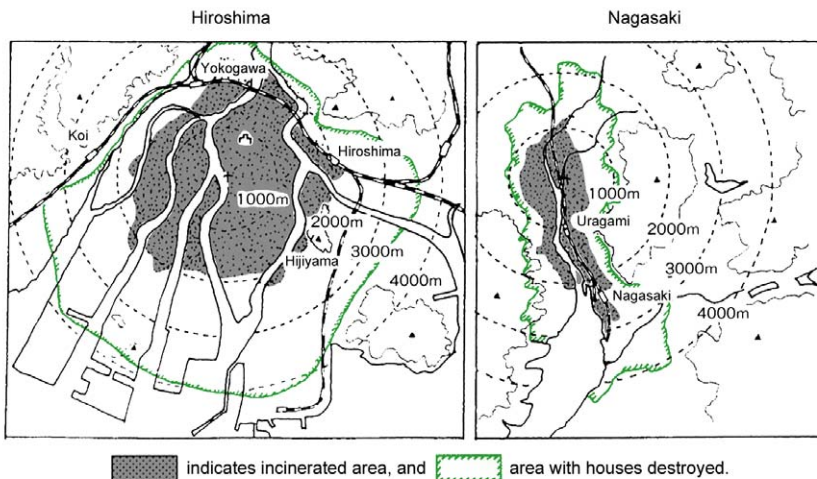 Hiroshima
Nagasaki
Yokogawa
Koi
Hiroshima
1000m
2000m
Hijiyama
3000m
4000m
1000m
Uragami
2000m
3000m
Nagasaki
4000m
indicates incinerated area, and area with houses destroyed.